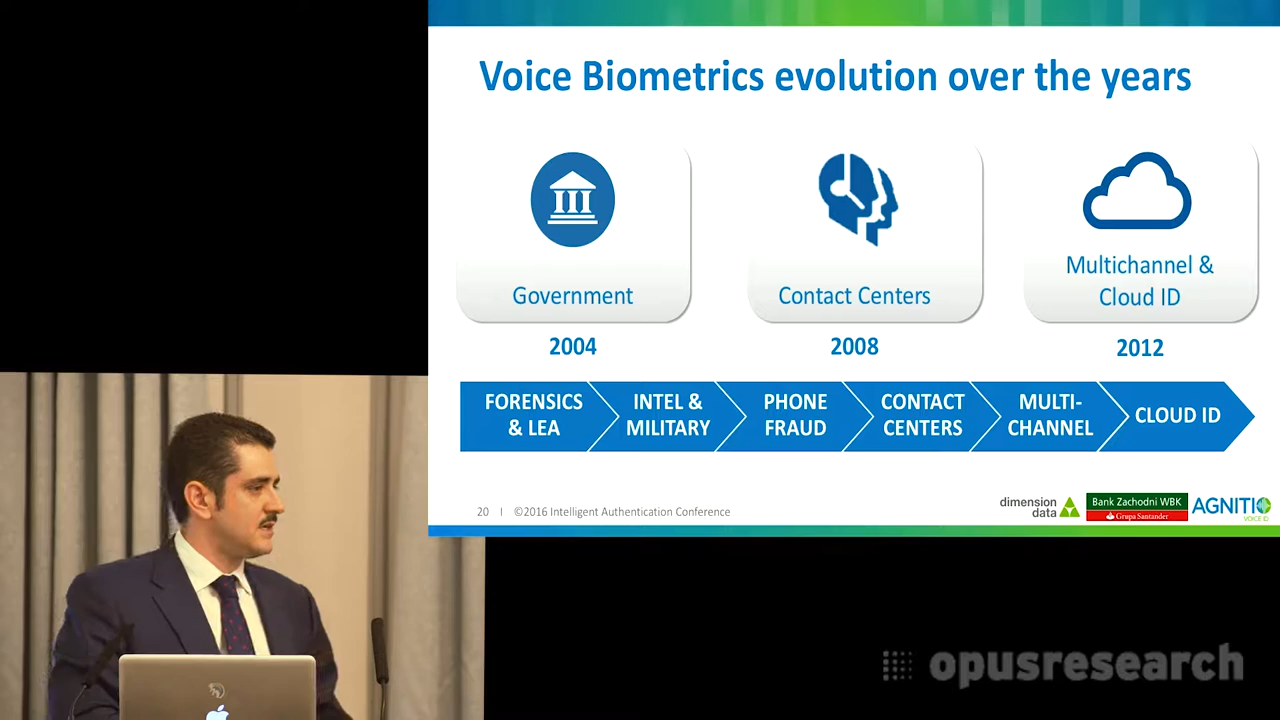 Voice Biometrics evolution over the years
Government
Contact Centers
Multichannel &
Cloud ID
2004
2008
2012
FORENSICS
& LEA
INTEL &
MILITARY
PHONE
FRAUD
CONTACT
CENTERS
MULTI-
CHANNEL
CLOUD ID
20 | ©2016 Intelligent Authentication Conference
dimension
data
Bank Zachodni WBK
Grupa Santander
AGNITIO
VOICE ID
opusresearch